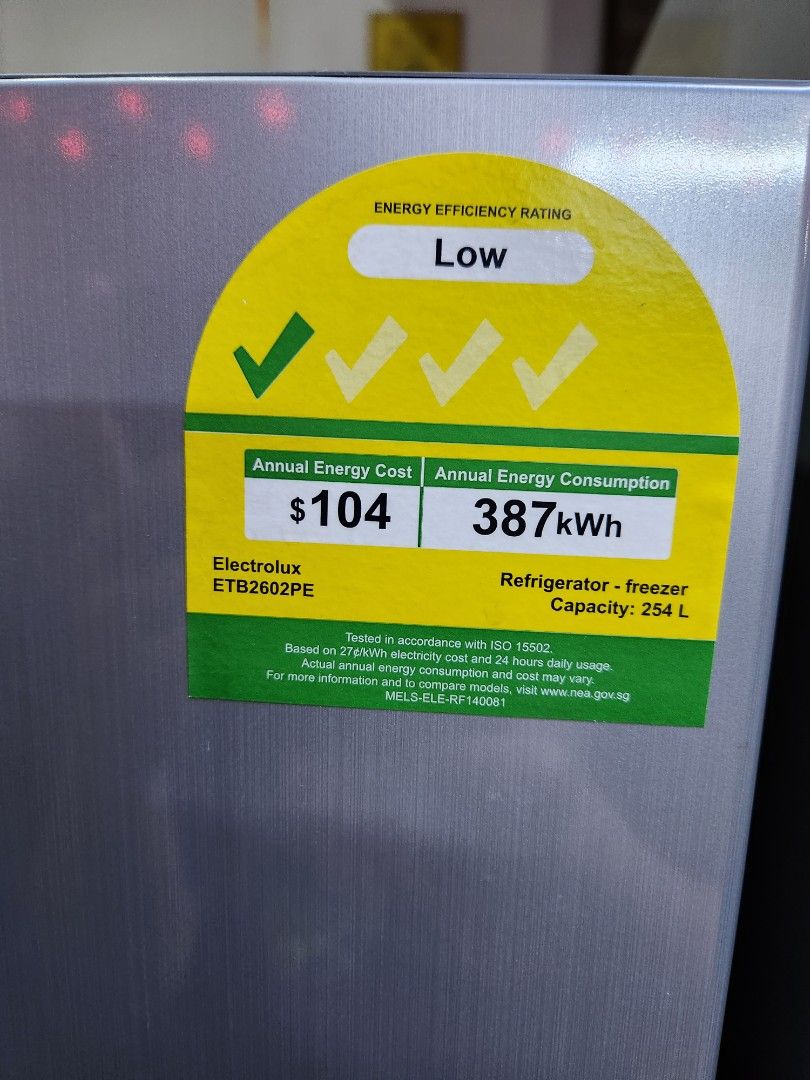 ENERGY EFFICIENCY RATING
Low
Annual Energy Cost
$104
Annual Energy Consumption
387kWh
Electrolux
ETB2602PE
Refrigerator - freezer
Capacity: 254 L
Tested in accordance with ISO 15502.
Based on 27¢/kWh electricity cost and 24 hours daily usage.
Actual annual energy consumption and cost may vary.
For more information and to compare models, visit www.nea.gov.sg
MELS-ELE-RF140081